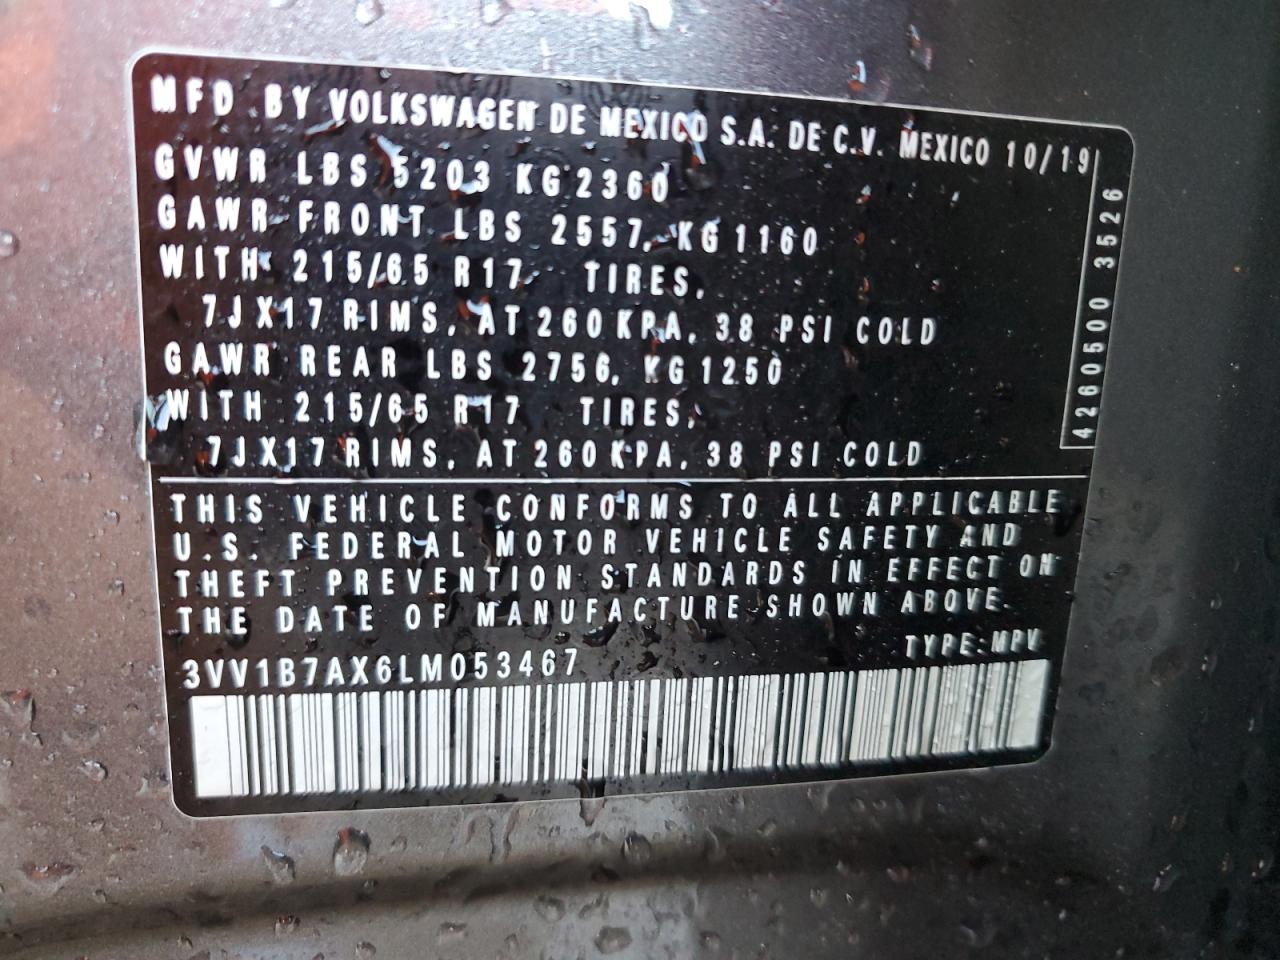 MFD BY VOLKSWAGEN DE MEXICO S.A. DE C.V. MEXICO 10/19
GVWR LBS 5203 KG 2360
GAWR FRONT LBS 2557, KG 1160
WITH 215/65 R17 TIRES,
7JX17 RIMS, AT 260 KPA, 38 PSI COLD
GAWR REAR LBS 2756, KG 1250
WITH 215/65 R17 TIRES,
7JX17 RIMS, AT 260 KPA, 38 PSI COLD
4260500 3526
THIS VEHICLE CONFORMS TO ALL APPLICABLE
U.S. FEDERAL MOTOR VEHICLE SAFETY AND
THEFT PREVENTION STANDARDS IN EFFECT ON
THE DATE OF MANUFACTURE SHOWN ABOVE.
TYPE:MPV
3VV1B7AX6LM053467